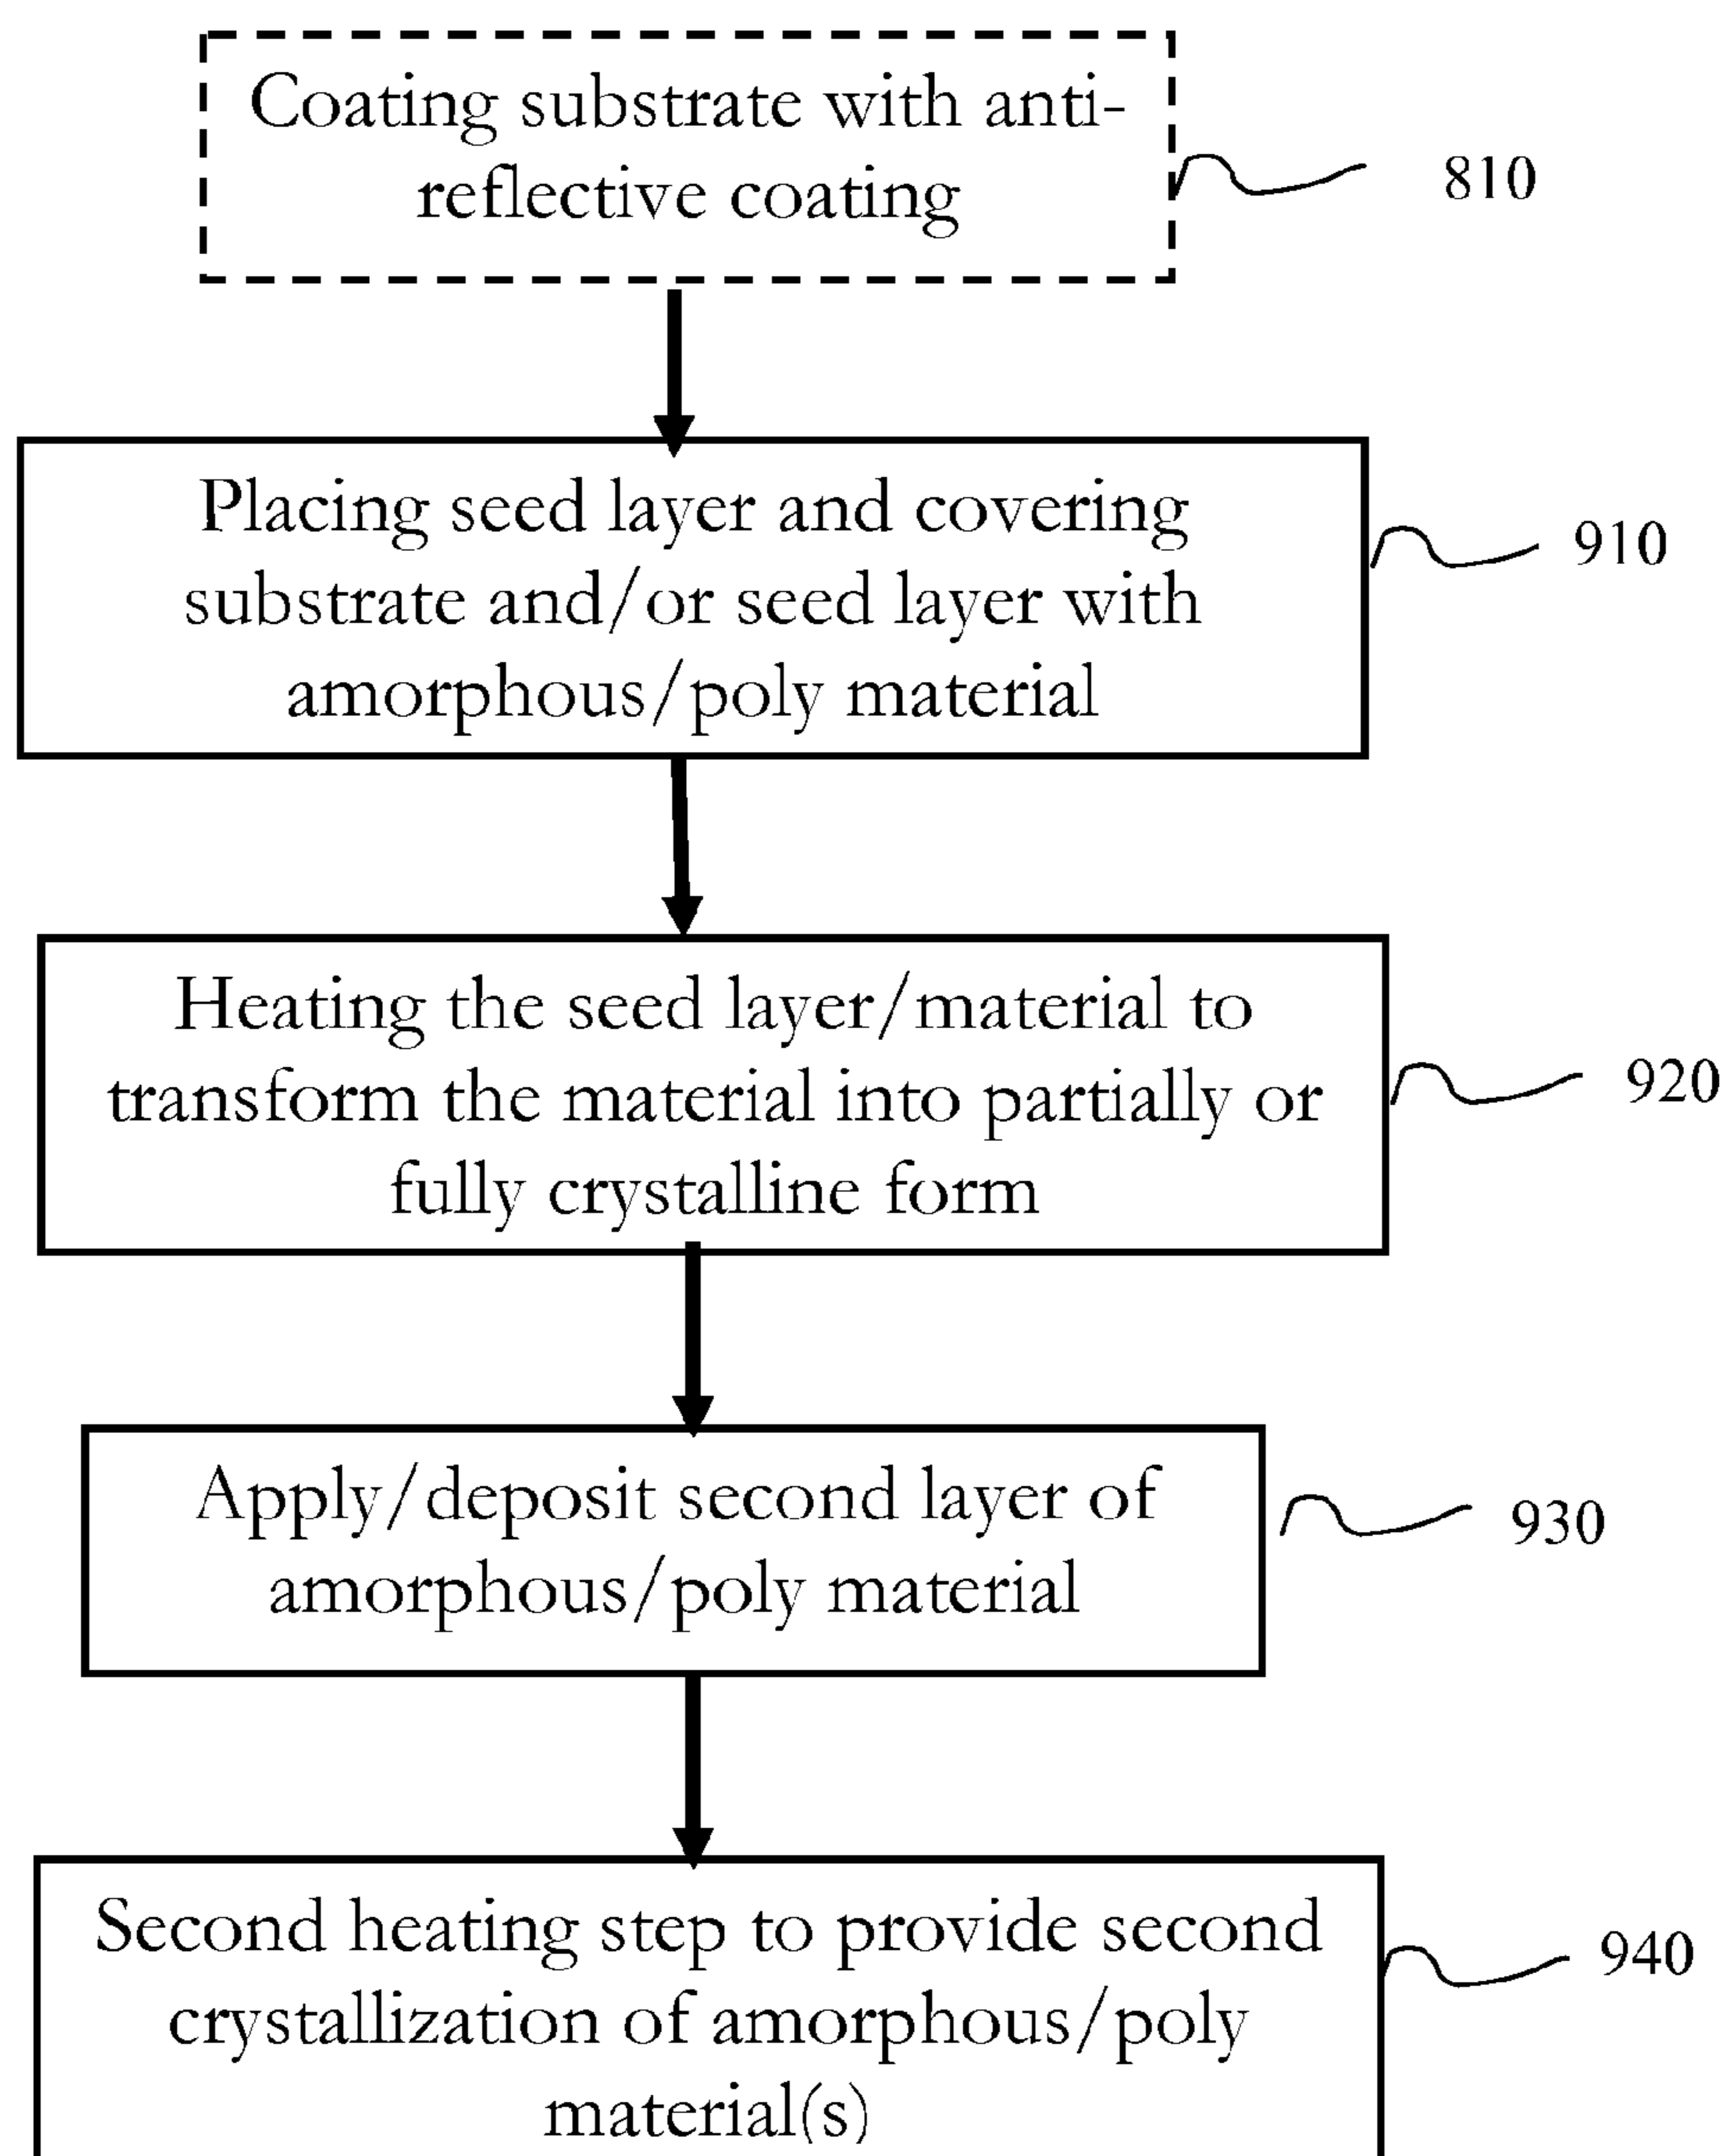 Coating substrate with anti-
reflective coating
810
Placing seed layer and covering
substrate and/or seed layer with
amorphous/poly material
910
Heating the seed layer/material to
transform the material into partially or
fully crystalline form
920
Apply/deposit second layer of
amorphous/poly material
930
Second heating step to provide second
crystallization of amorphous/poly
material(s)
940